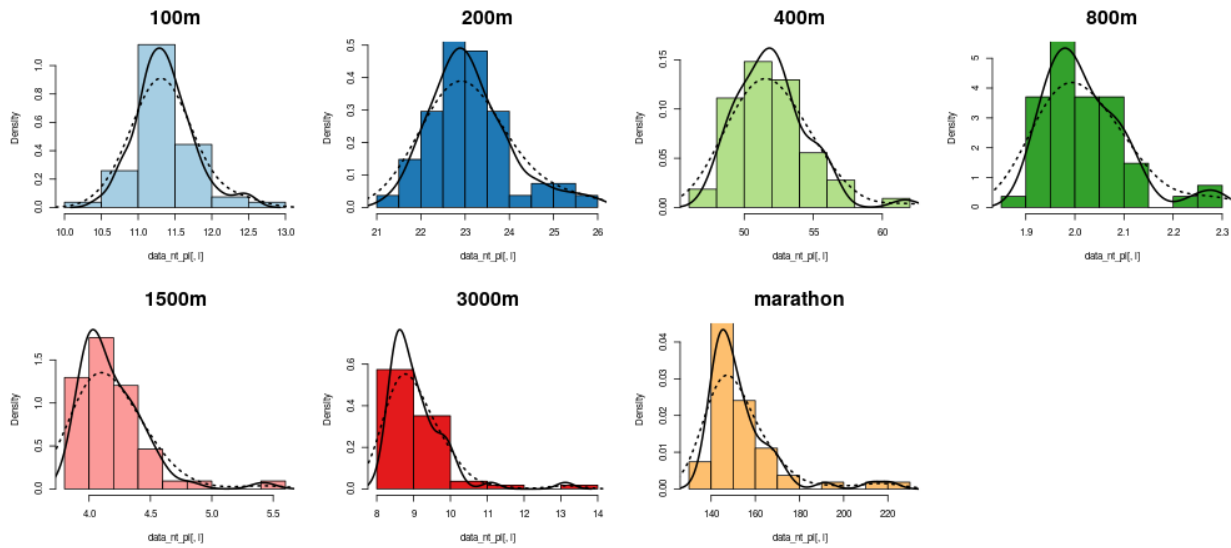 100m
Density
0.0 0.2 0.4 0.6 0.8 1.0
10.0 10.5 11.0 11.5 12.0 12.5 13.0
data_nt_pl[, I]
200m
Density
0.0 0.1 0.2 0.3 0.4 0.5
21 22 23 24 25 26
data_nt_pl[, I]
400m
Density
0.00 0.05 0.10 0.15
50 55 60
data_nt_pl[, I]
800m
Density
0 1 2 3 4 5
1.9 2.0 2.1 2.2 2.3
data_nt_pl[, I]
1500m
Density
0.0 0.5 1.0 1.5
4.0 4.5 5.0 5.5
data_nt_pl[, I]
3000m
Density
0.0 0.2 0.4 0.6
8 9 10 11 12 13 14
data_nt_pl[, I]
marathon
Density
0.00 0.01 0.02 0.03 0.04
140 160 180 200 220
data_nt_pl[, I]